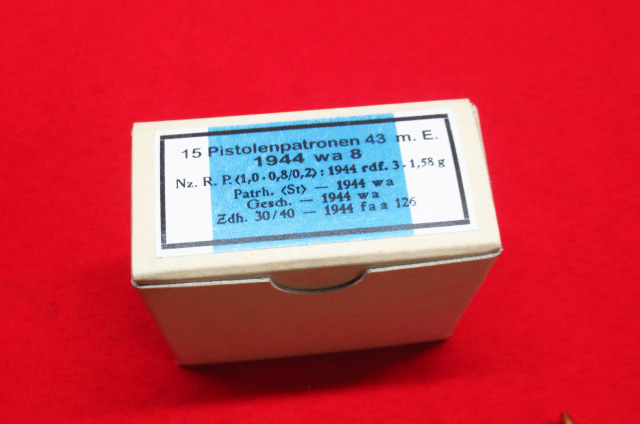 15 Pistolenpatronen 43 m. E.
1944 wa 8
Nz. R. P. (1,0 · 0,8/0,2) : 1944 rdf. 3 - 1,58 g
Patrh. (St) — 1944 wa
Gesch. — 1944 wa
Zdh. 30/40 — 1944 fa a 126